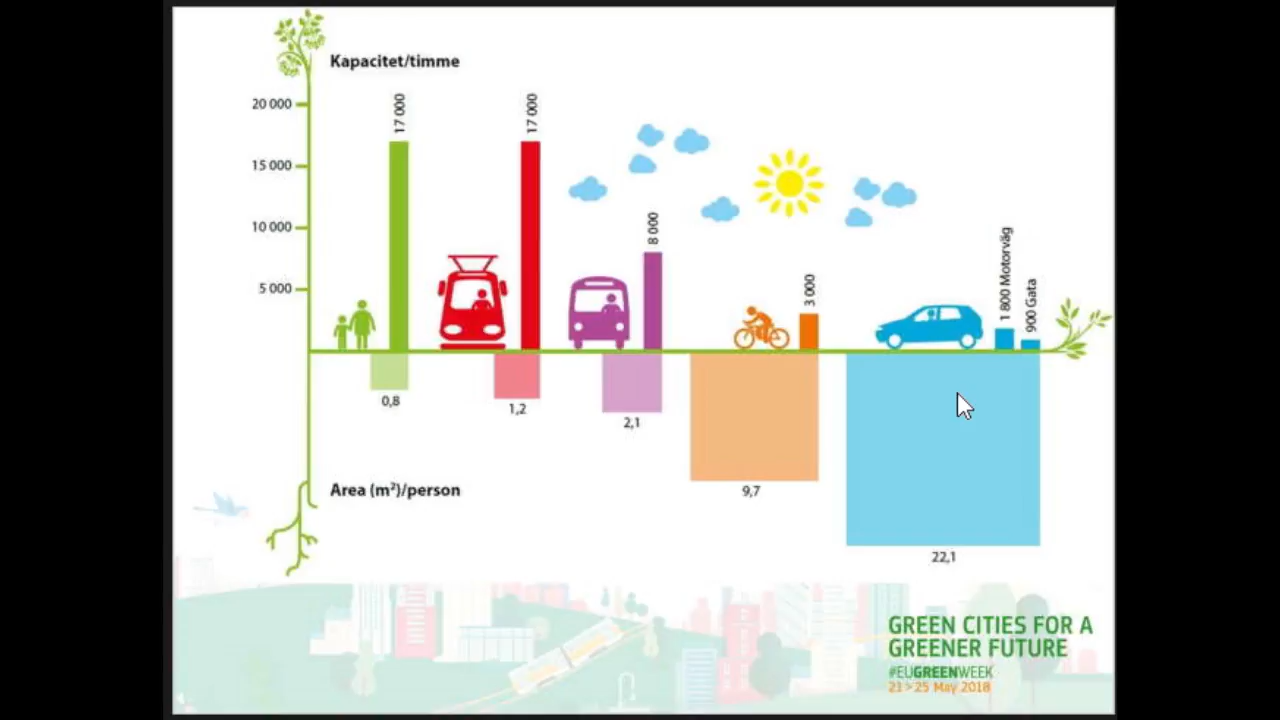 Kapacitet/timme
20 000
15 000
10 000
5 000
17 000
17 000
8 000
3 000
1 800 Motorväg
900 Gata
0,8
1,2
2,1
9,7
22,1
Area (m²)/person
GREEN CITIES FOR A
GREENER FUTURE
#EUGREENWEEK
21 > 25 May 2018